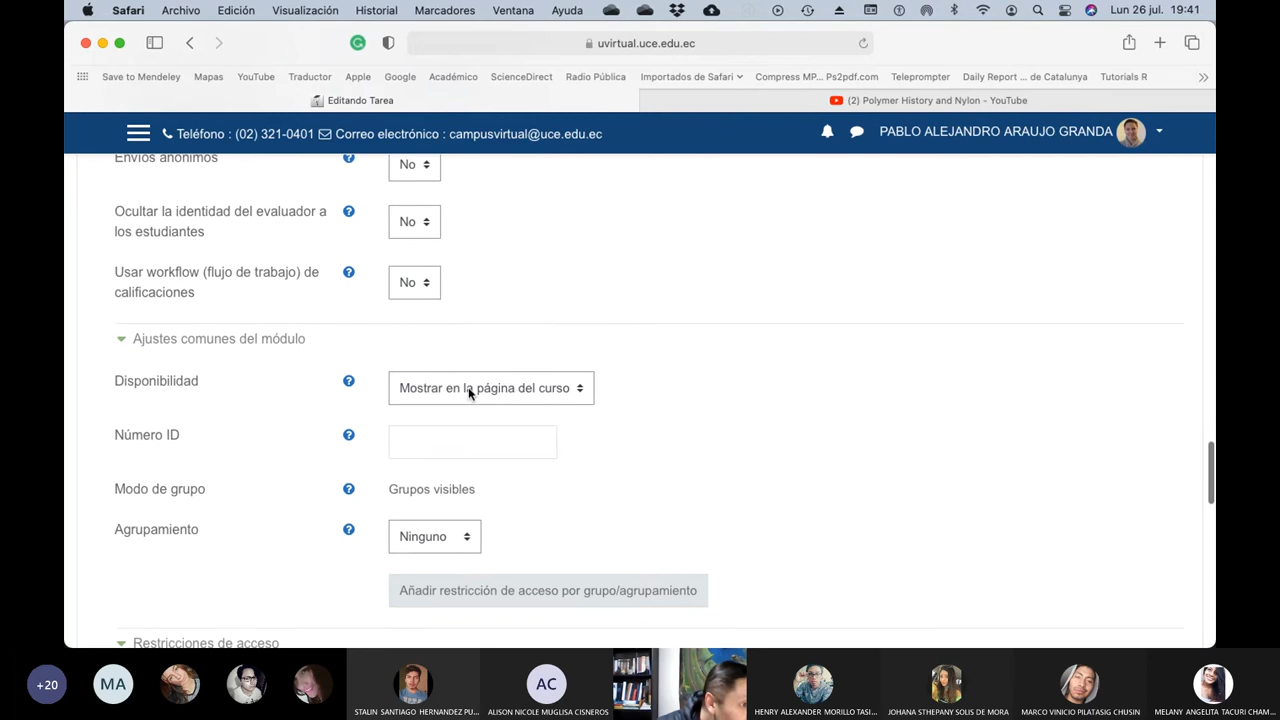 Safari Archivo Edición Visualización Historial Marcadores Ventana Ayuda Lun 26 jul. 19:41
uvirtual.uce.edu.ec
Save to Mendeley Mapas YouTube Traductor Apple Google Académico ScienceDirect Radio Pública Importados de Safari Compress MP... Ps2pdf.com Teleprompter Daily Report ... de Catalunya Tutorials R
Editando Tarea (2) Polymer History and Nylon - YouTube
Teléfono : (02) 321-0401 Correo electrónico : campusvirtual@uce.edu.ec PABLO ALEJANDRO ARAUJO GRANDA
Envíos anónimos No
Ocultar la identidad del evaluador a
los estudiantes
No
Usar workflow (flujo de trabajo) de
calificaciones
No
Ajustes comunes del módulo
Disponibilidad Mostrar en la página del curso
Número ID
Modo de grupo Grupos visibles
Agrupamiento Ninguno
Añadir restricción de acceso por grupo/agrupamiento
Restricciones de acceso
+20 MA AC
STALIN SANTIAGO HERNANDEZ PU... ALISON NICOLE MUGLISA CISNEROS HENRY ALEXANDER MORILLO TASI... JOHANA STHEPANY SOLIS DE MORA MARCO VINICIO PILATASIG CHUSIN MELANY ANGELITA TACURI CHAM...